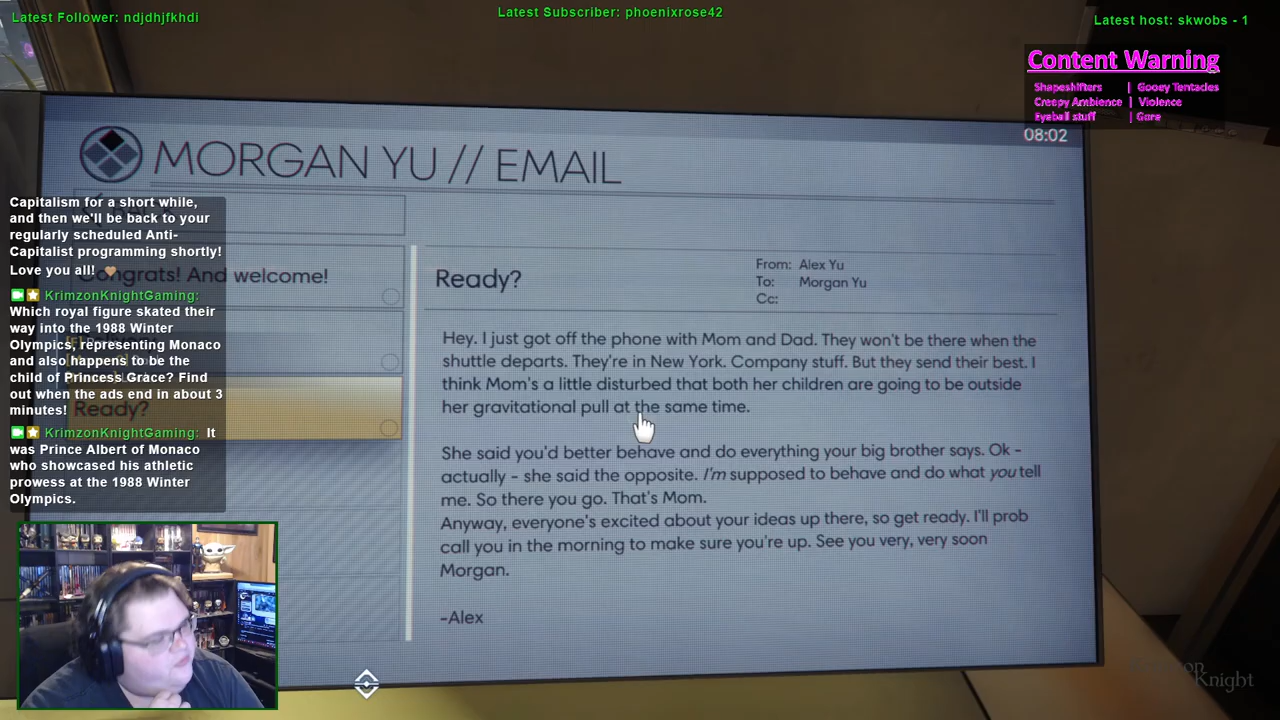 Latest Follower: ndjdhjfkhdi
Latest Subscriber: phoenixrose42
Latest host: skwobs - 1
Content Warning
Shapeshifters | Gooey Tentacles
Creepy Ambience | Violence
Eyeball stuff | Gore
08:02
MORGAN YU // EMAIL
Capitalism for a short while,
and then we'll be back to your
regularly scheduled Anti-
Capitalist programming shortly!
Love you all!
KrimzonKnightGaming:
Which royal figure skated their
way into the 1988 Winter
Olympics, representing Monaco
and also happens to be the
child of Princess Grace? Find
out when the ads end in about 3
minutes!
KrimzonKnightGaming: It
was Prince Albert of Monaco
who showcased his athletic
prowess at the 1988 Winter
Olympics.
Congrats! And welcome!
Ready?
Ready?
From: Alex Yu
To: Morgan Yu
Cc:
Hey. I just got off the phone with Mom and Dad. They won't be there when the
shuttle departs. They're in New York. Company stuff. But they send their best. I
think Mom's a little disturbed that both her children are going to be outside
her gravitational pull at the same time.
She said you'd better behave and do everything your big brother says. Ok -
actually - she said the opposite. I'm supposed to behave and do what you tell
me. So there you go. That's Mom.
Anyway, everyone's excited about your ideas up there, so get ready. I'll prob
call you in the morning to make sure you're up. See you very, very soon
Morgan.
-Alex
Knight